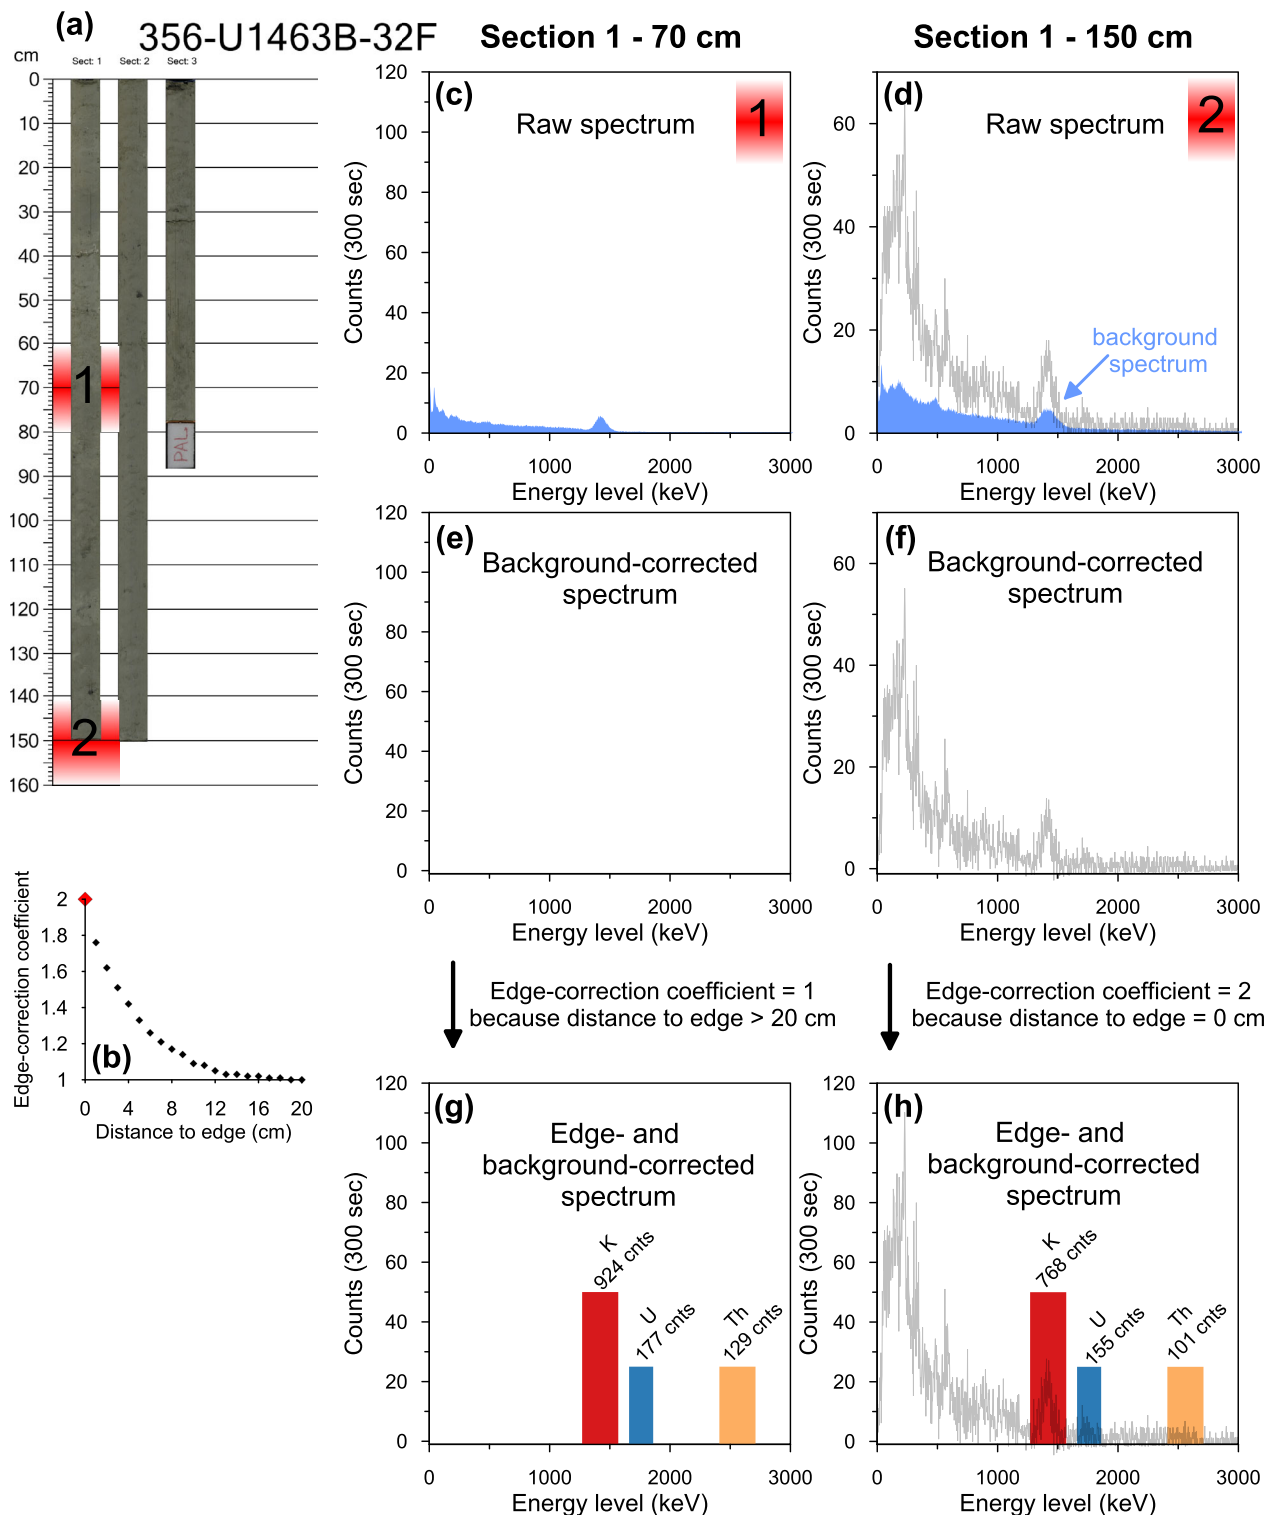 (a)
356-U1463B-32F
cm
Sect: 1
Sect: 2
Sect: 3
0
10
20
30
40
50
60
70
80
90
100
110
120
130
140
150
160
1
2
PAL.
Edge-correction coefficient
2
1.8
1.6
1.4
1.2
1
(b)
0
4
8
12
16
20
Distance to edge (cm)
Section 1 - 70 cm
(c)
Raw spectrum
1
Counts (300 sec)
120
100
80
60
40
20
0
0
1000
2000
3000
Energy level (keV)
Section 1 - 150 cm
(d)
Raw spectrum
2
Counts (300 sec)
60
40
20
0
background
spectrum
0
1000
2000
3000
Energy level (keV)
(e)
Background-corrected
spectrum
Counts (300 sec)
120
100
80
60
40
20
0
0
1000
2000
3000
Energy level (keV)
(f)
Background-corrected
spectrum
Counts (300 sec)
60
40
20
0
0
1000
2000
3000
Energy level (keV)
Edge-correction coefficient = 1
because distance to edge > 20 cm
Edge-correction coefficient = 2
because distance to edge = 0 cm
(g)
Edge- and
background-corrected
spectrum
Counts (300 sec)
120
100
80
60
40
20
0
K
924 cnts
U
177 cnts
Th
129 cnts
0
1000
2000
3000
Energy level (keV)
(h)
Edge- and
background-corrected
spectrum
Counts (300 sec)
120
100
80
60
40
20
0
K
768 cnts
U
155 cnts
Th
101 cnts
0
1000
2000
3000
Energy level (keV)